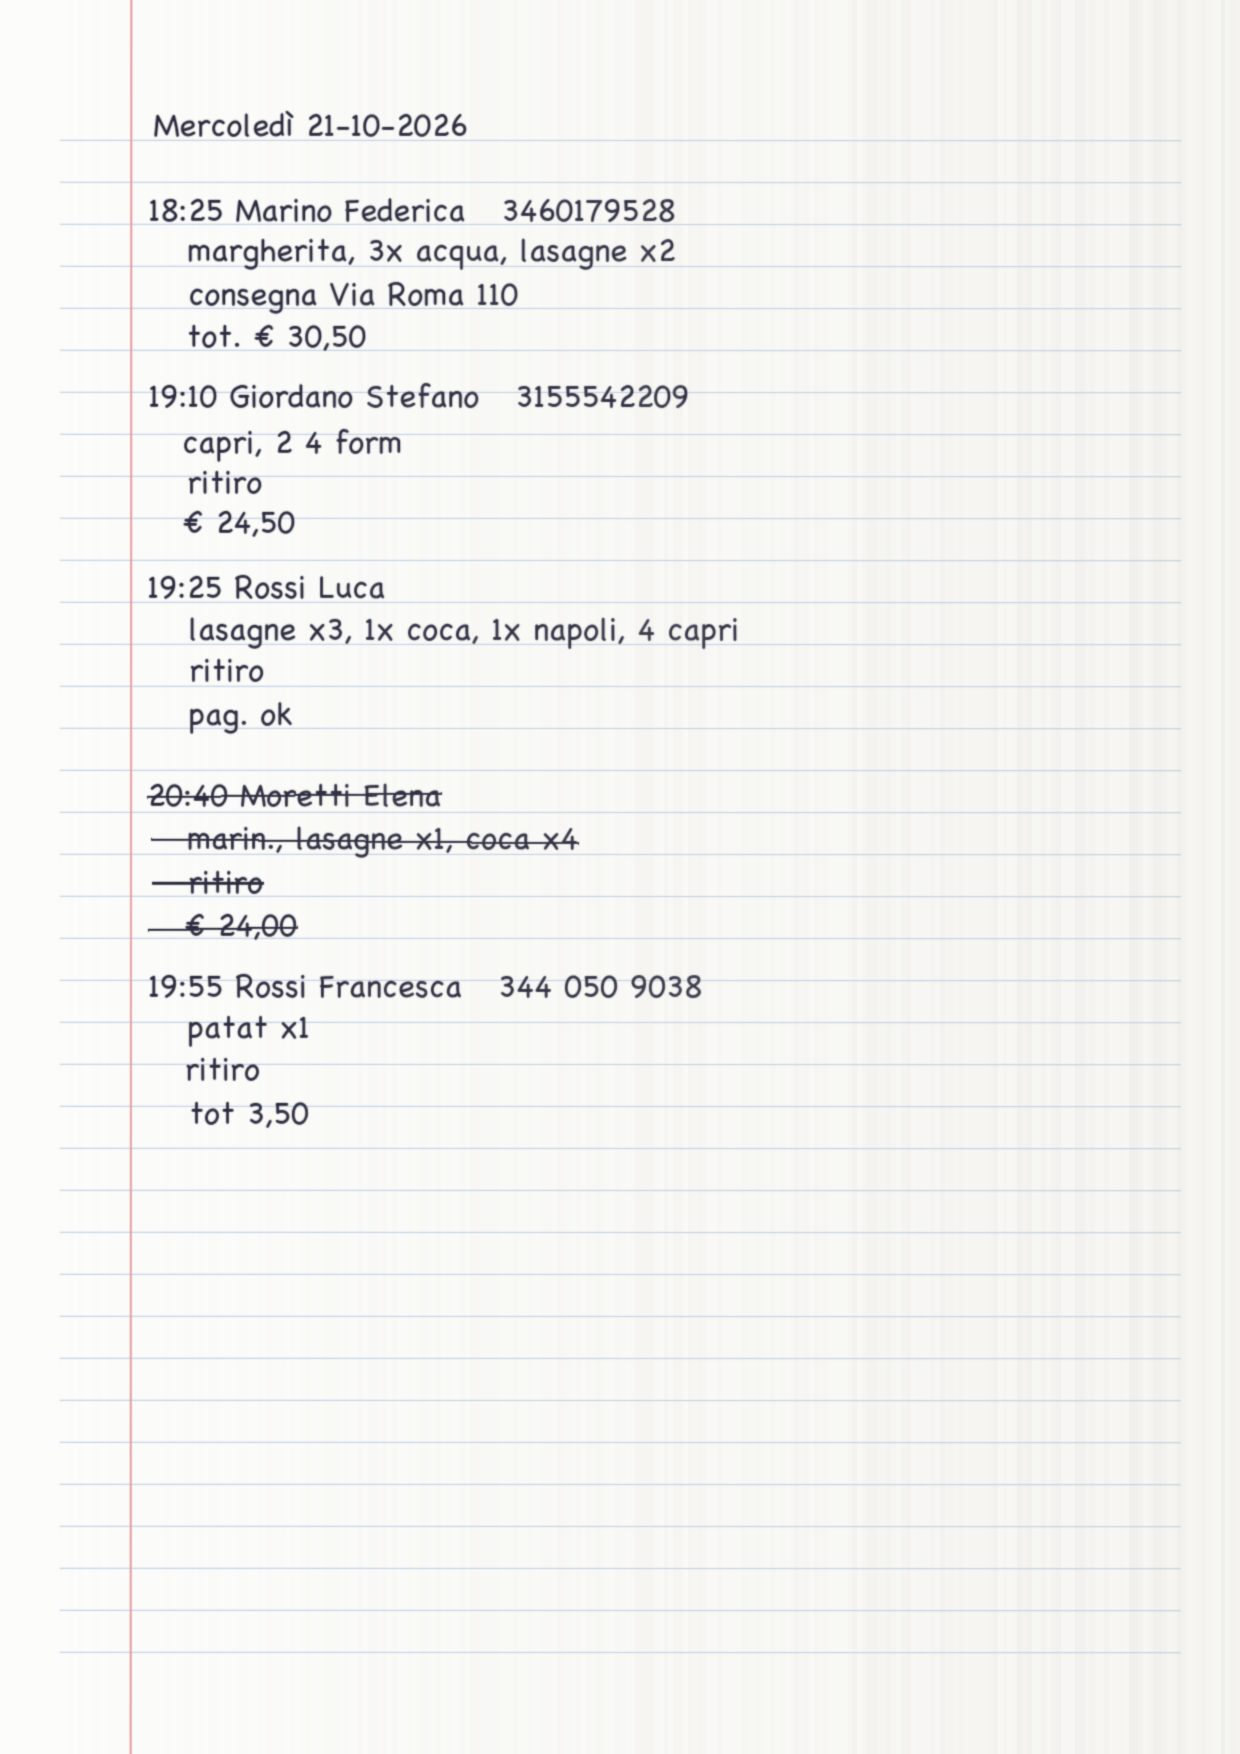 Mercoledì 21-10-2026
18:25 Marino Federica 3460179528
margherita, 3x acqua, lasagne x2
consegna Via Roma 110
tot. € 30,50
19:10 Giordano Stefano 3155542209
capri, 2 4 form
ritiro
€ 24,50
19:25 Rossi Luca
lasagne x3, 1x coca, 1x napoli, 4 capri
ritiro
pag. ok
20:40 Moretti Elena
marin., lasagne x1, coca x4
ritiro
€ 24,00
19:55 Rossi Francesca 344 050 9038
patat x1
ritiro
tot 3,50